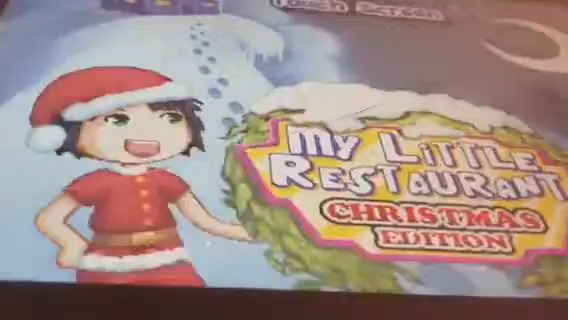 Touch Screen
My Little
Restaurant
CHRISTMAS
EDITION